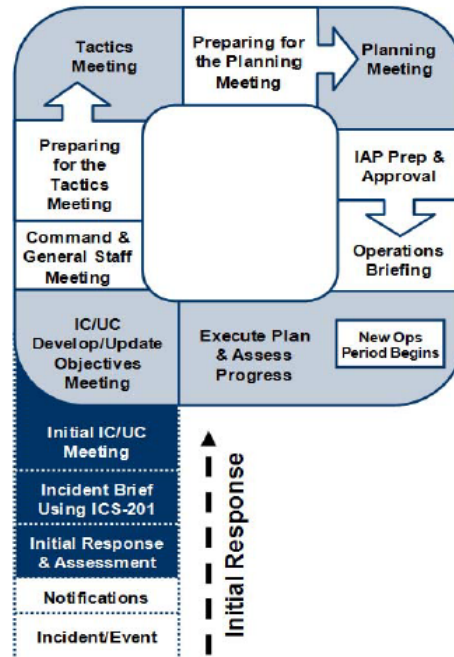 Tactics
Meeting
Preparing for
the Planning
Meeting
Planning
Meeting
Preparing
for the
Tactics
Meeting
IAP Prep &
Approval
Command &
General Staff
Meeting
Operations
Briefing
IC/UC
Develop/Update
Objectives
Meeting
Execute Plan
& Assess
Progress
New Ops
Period Begins
Initial IC/UC
Meeting
Incident Brief
Using ICS-201
Initial Response
& Assessment
Notifications
Incident/Event
Initial Response